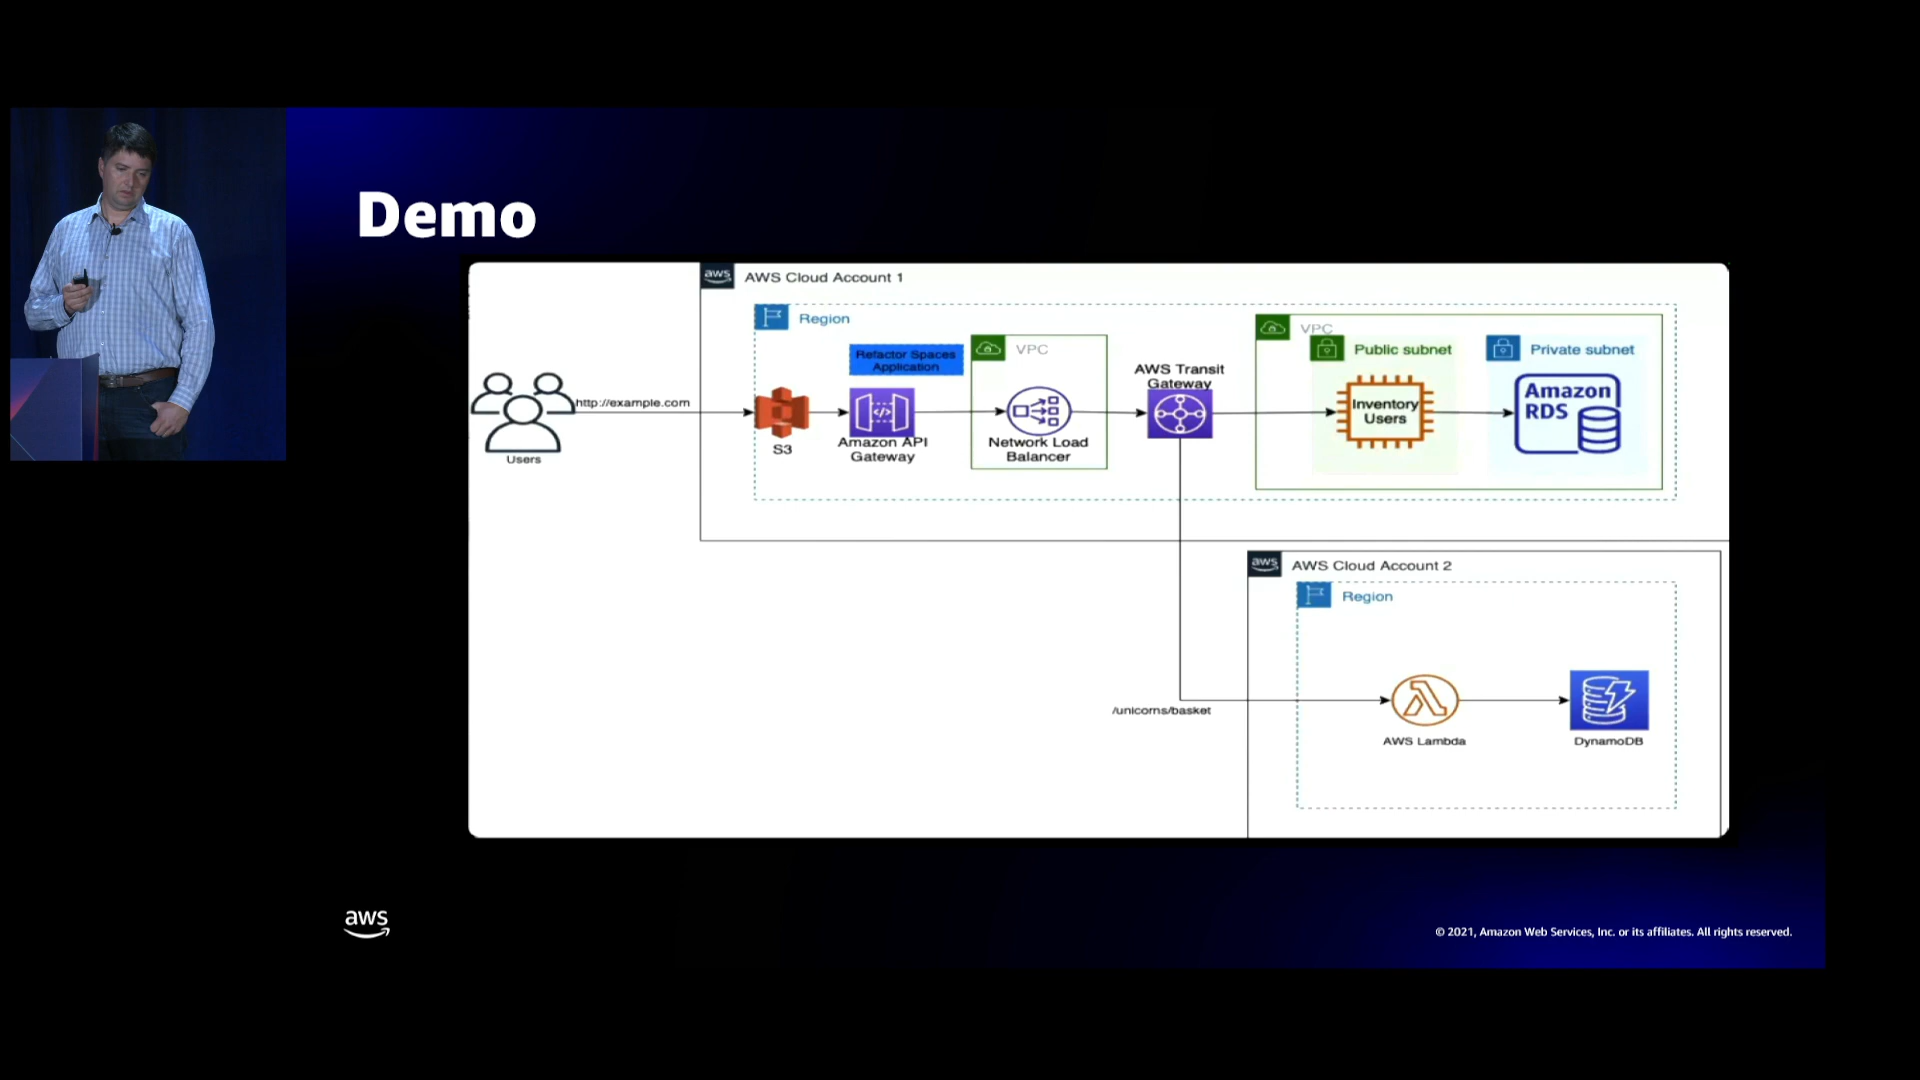 Demo
aws
AWS Cloud Account 1
Region
Refactor Spaces
Application
VPC
AWS Transit
Gateway
VPC
Public subnet
Private subnet
http://example.com
Users
S3
Amazon API
Gateway
Network Load
Balancer
Inventory
Users
Amazon
RDS
aws
AWS Cloud Account 2
Region
/unicorns/basket
AWS Lambda
DynamoDB
aws
© 2021, Amazon Web Services, Inc. or its affiliates. All rights reserved.